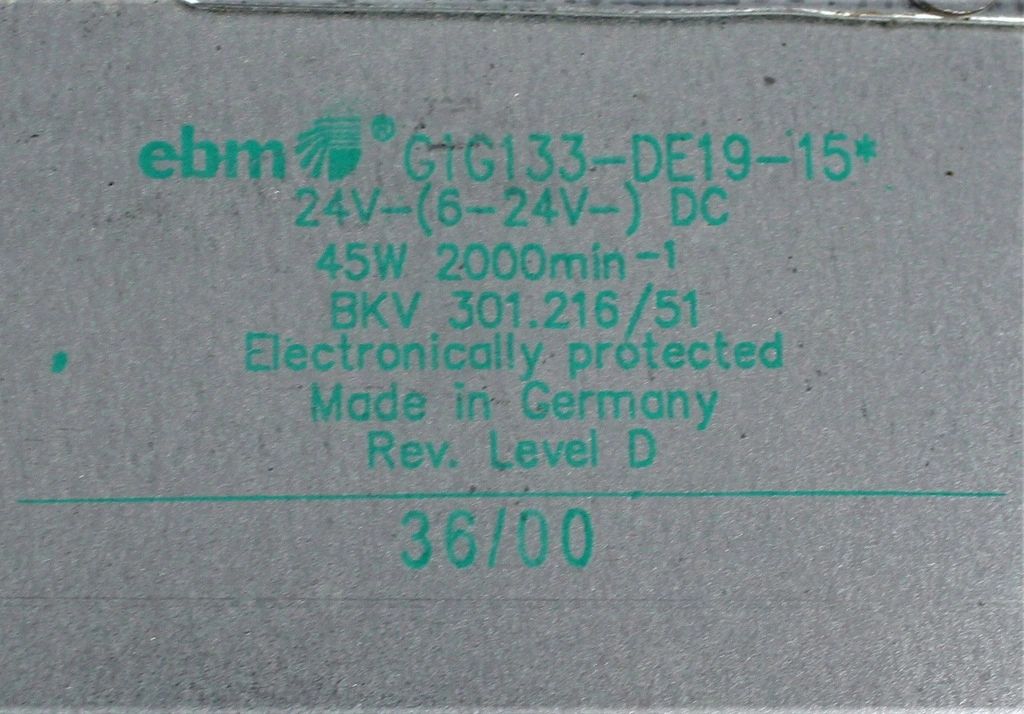 ebm® G1G133-DE19-15*
24V-(6-24V-) DC
45W 2000min-1
BKV 301.216/51
Electronically protected
Made in Germany
Rev. Level D
36/00